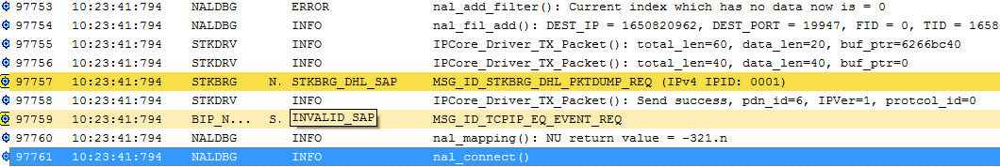 97753 10:23:41:794 NALDBG ERROR nal_add_filter(): Current index which has no data now is = 0
97754 10:23:41:794 NALDBG INFO nal_fil_add(): DEST_IP = 1650820962, DEST_PORT = 19947, FID = 0, TID = 1658
97755 10:23:41:794 STKDRV INFO IPCore_Driver_TX_Packet(): total_len=60, data_len=20, buf_ptr=6266bc40
97756 10:23:41:794 STKDRV INFO IPCore_Driver_TX_Packet(): total_len=40, data_len=40, buf_ptr=0
97757 10:23:41:794 STKBRG N. STKBRG_DHL_SAP MSG_ID_STKBRG_DHL_PKTDUMP_REQ (IPv4 IPID: 0001)
97758 10:23:41:794 STKDRV INFO IPCore_Driver_TX_Packet(): Send success, pdn_id=6, IPVer=1, protcol_id=0
97759 10:23:41:794 BIP_N... S. INVALID_SAP MSG_ID_TCPIP_EQ_EVENT_REQ
97760 10:23:41:794 NALDBG INFO nal_mapping(): NU return value = -321.n
97761 10:23:41:794 NALDBG INFO nal_connect()